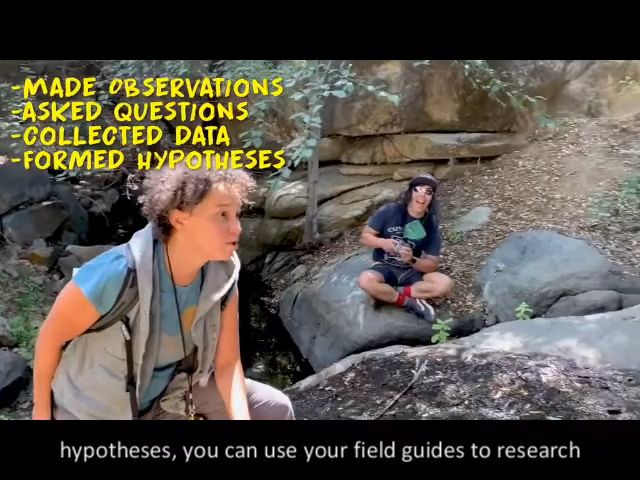 -MADE OBSERVATIONS
-ASKED QUESTIONS
-COLLECTED DATA
-FORMED HYPOTHESES
hypotheses, you can use your field guides to research